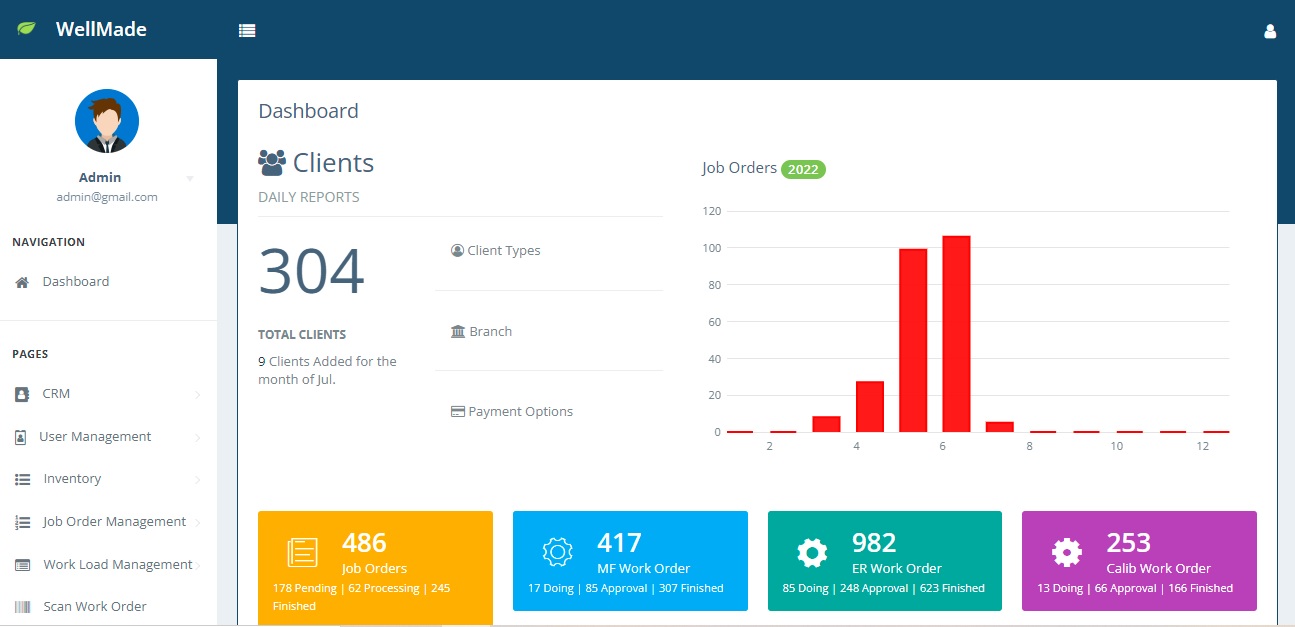 WellMade
Admin
admin@gmail.com
NAVIGATION
Dashboard
PAGES
CRM
User Management
Inventory
Job Order Management
Work Load Management
Scan Work Order
Dashboard
Clients
DAILY REPORTS
304
TOTAL CLIENTS
9 Clients Added for the
month of Jul.
Client Types
Branch
Payment Options
Job Orders 2022
120
100
80
60
40
20
0
2 4 6 8 10 12
486
Job Orders
178 Pending | 62 Processing | 245
Finished
417
MF Work Order
17 Doing | 85 Approval | 307 Finished
982
ER Work Order
85 Doing | 248 Approval | 623 Finished
253
Calib Work Order
13 Doing | 66 Approval | 166 Finished